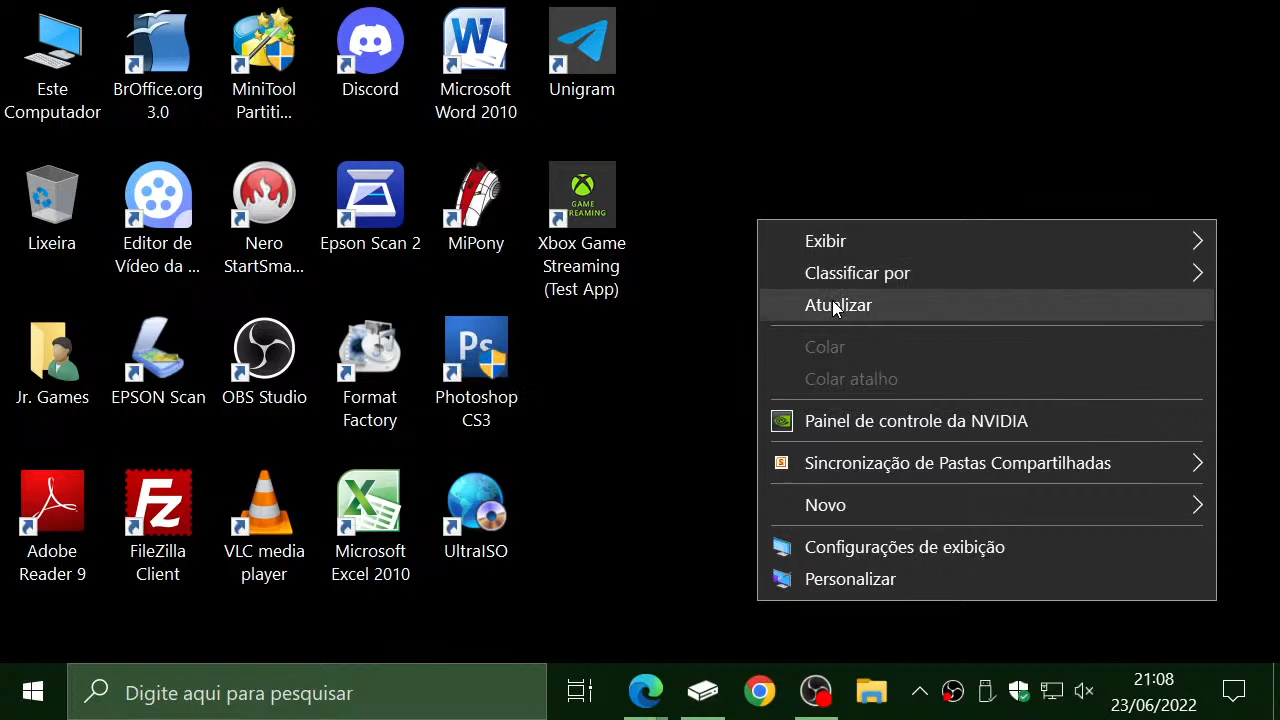 Este
Computador
BrOffice.org
3.0
MiniTool
Partiti...
Discord
W
Microsoft
Word 2010
Unigram
Lixeira
Editor de
Vídeo da ...
Nero
StartSma...
Epson Scan 2
MiPony
GAME
STREAMING
Xbox Game
Streaming
(Test App)
Jr. Games
EPSON Scan
OBS Studio
Format
Factory
Ps
Photoshop
CS3
Adobe
Reader 9
Fz
FileZilla
Client
VLC media
player
X
Microsoft
Excel 2010
UltraISO
Exibir
Classificar por
Atualizar
Colar
Colar atalho
Painel de controle da NVIDIA
S
Sincronização de Pastas Compartilhadas
Novo
Configurações de exibição
Personalizar
Digite aqui para pesquisar
21:08
23/06/2022